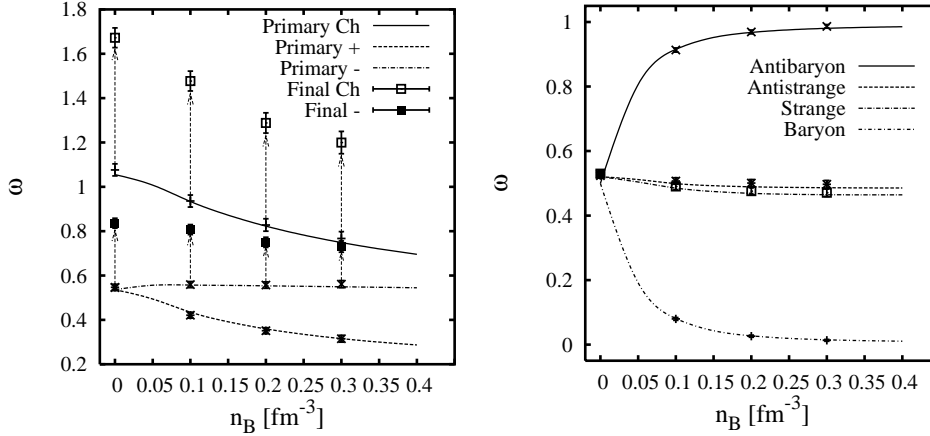 1.8
1.6
1.4
1.2
1
0.8
0.6
0.4
0.2
ω
Primary Ch
Primary +
Primary -
Final Ch
Final -
0 0.05 0.1 0.15 0.2 0.25 0.3 0.35 0.4
n_B [fm^-3]
1
0.8
0.6
0.4
0.2
0
ω
Antibaryon
Antistrange
Strange
Baryon
0 0.05 0.1 0.15 0.2 0.25 0.3 0.35 0.4
n_B [fm^-3]